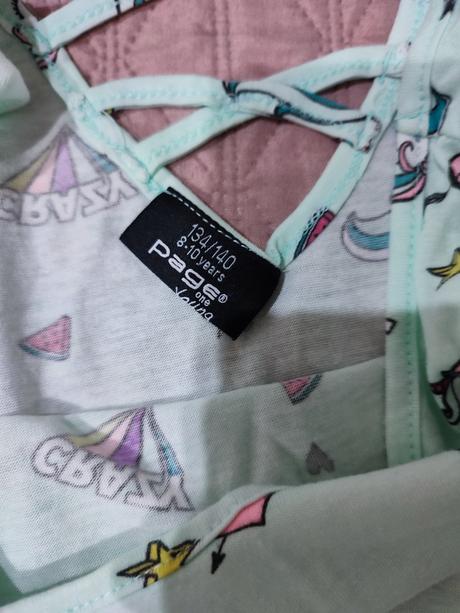 134/140
8-10 years
Page®
one
Young
CRAZY
CRAZY